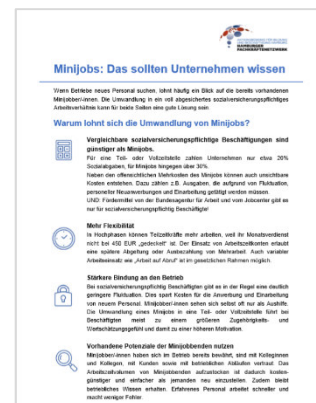 HAMBURGER
FACHKRÄFTENETZWERK
Minijobs: Das sollten Unternehmen wissen
Wenn Betriebe neues Personal suchen, lohnt häufig ein Blick auf die bereits vorhandenen
Minijober/-innen. Die Umwandlung in ein voll abgesichertes sozialversicherungspflichtiges
Arbeitsverhältnis kann für beide Seiten eine gute Lösung sein.
Warum lohnt sich die Umwandlung von Minijobs?
Vergleichbare sozialversicherungspflichtige Beschäftigungen sind
günstiger als Minijobs.
Für eine Teil- oder Vollzeitstelle zahlen Unternehmen nur etwa 20%
Sozialabgaben, für Minijobs hingegen über 30%.
Neben den offensichtlichen Mehrkosten des Minijobs können auch unsichtbare
Kosten entstehen. Dazu zählen z.B. Ausgaben, die aufgrund von Fluktuation,
personeller Neuanwerbungen und Einarbeitung getätigt werden müssen.
UND: Fördermittel von der Bundesagentur für Arbeit und vom Jobcenter gibt es
nur für sozialversicherungspflichtig Beschäftigte!
Mehr Flexibilität
In Hochphasen können Teilzeitkräfte mehr arbeiten, weil ihr Monatsverdienst
nicht bei 450 EUR „gedeckelt“ ist. Der Einsatz von Arbeitszeitkonten erlaubt
eine spätere Abgeltung oder Auszahlung von Mehrarbeit. Auch variabler
Arbeitseinsatz wie „Arbeit auf Abruf“ ist im gesetzlichen Rahmen möglich.
Stärkere Bindung an den Betrieb
Bei sozialversicherungspflichtig Beschäftigten gibt es in der Regel eine deutlich
geringere Fluktuation. Dies spart Kosten für die Anwerbung und Einarbeitung
von neuem Personal. Minijober/-innen sehen sich selbst oft nur als Aushilfe.
Die Umwandlung eines Minijobs in eine Teil- oder Vollzeitstelle führt bei
Beschäftigten meist zu einem größeren Zugehörigkeits- und
Wertschätzungsgefühl und damit zu einer höheren Motivation.
Vorhandene Potenziale der Minijobbenden nutzen
Minijober/-innen haben sich im Betrieb bereits bewährt, sind mit Kolleginnen
und Kollegen, mit Kunden sowie mit betrieblichen Abläufen vertraut. Das
Arbeitszeitvolumen von Minijobbenden aufzustocken ist dadurch kosten-
günstiger und einfacher als jemanden neu einzustellen. Zudem bleibt
betriebliches Wissen erhalten. Erfahrenes Personal arbeitet schneller und
macht weniger Fehler.